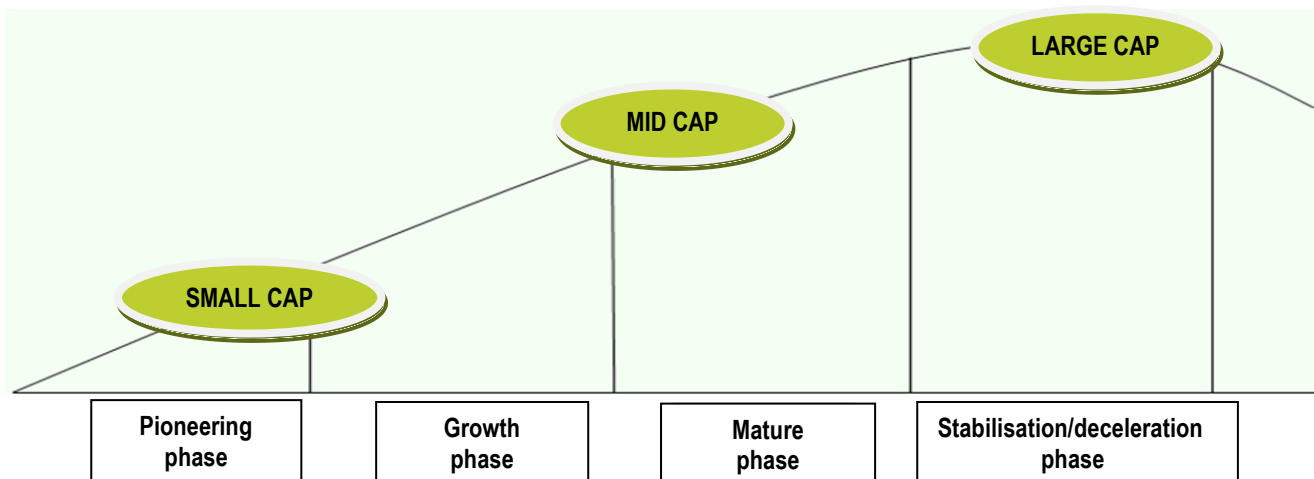 LARGE CAP
MID CAP
SMALL CAP
Pioneering
phase
Growth
phase
Mature
phase
Stabilisation/deceleration
phase